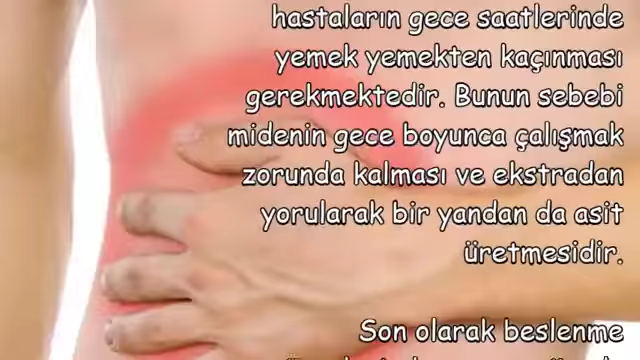 hastaların gece saatlerinde
yemek yemekten kaçınması
gerekmektedir. Bunun sebebi
midenin gece boyunca çalışmak
zorunda kalması ve ekstradan
yorularak bir yandan da asit
üretmesidir.
Son olarak beslenme